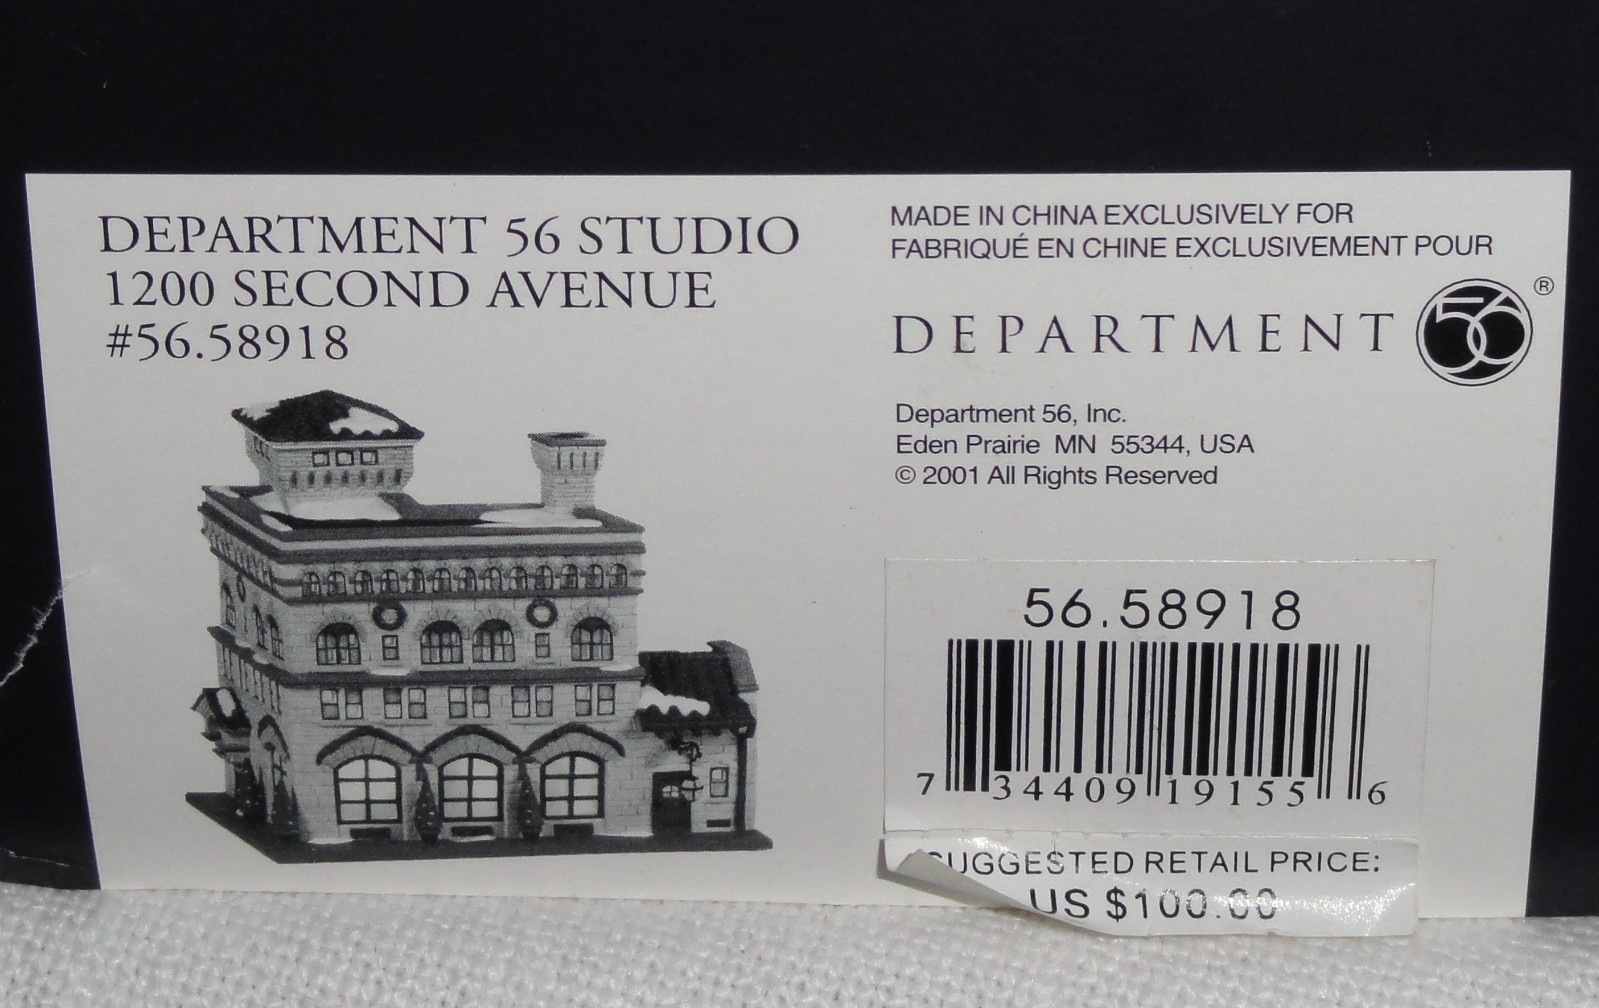 DEPARTMENT 56 STUDIO
1200 SECOND AVENUE
#56.58918
MADE IN CHINA EXCLUSIVELY FOR
FABRIQUÉ EN CHINE EXCLUSIVEMENT POUR
DEPARTMENT 56 ®
Department 56, Inc.
Eden Prairie MN 55344, USA
© 2001 All Rights Reserved
56.58918
7 34409 19155 6
SUGGESTED RETAIL PRICE:
US $100.00